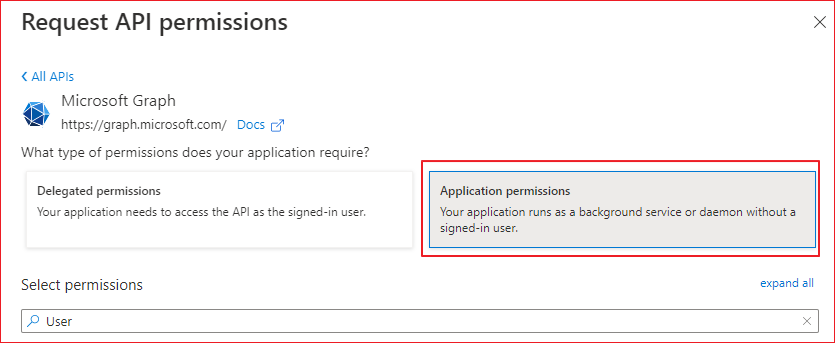 Request API permissions
All APIs
Microsoft Graph
https://graph.microsoft.com/ Docs
What type of permissions does your application require?
Delegated permissions
Your application needs to access the API as the signed-in user.
Application permissions
Your application runs as a background service or daemon without a
signed-in user.
Select permissions
expand all
User